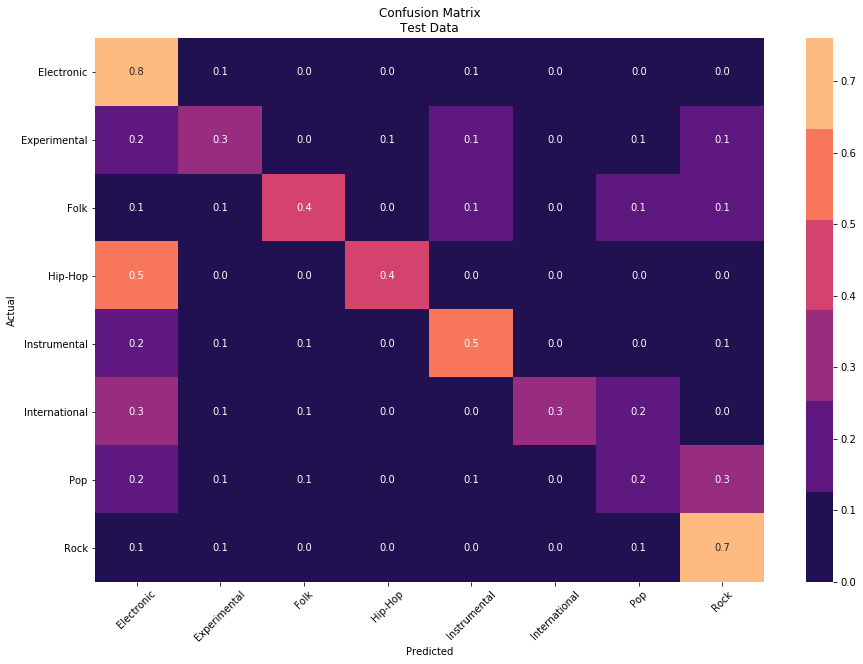 Confusion Matrix
Test Data
Actual
Electronic 0.8 0.1 0.0 0.0 0.1 0.0 0.0 0.0
Experimental 0.2 0.3 0.0 0.1 0.1 0.0 0.1 0.1
Folk 0.1 0.1 0.4 0.0 0.1 0.0 0.1 0.1
Hip-Hop 0.5 0.0 0.0 0.4 0.0 0.0 0.0 0.0
Instrumental 0.2 0.1 0.1 0.0 0.5 0.0 0.0 0.1
International 0.3 0.1 0.1 0.0 0.0 0.3 0.2 0.0
Pop 0.2 0.1 0.1 0.0 0.1 0.0 0.2 0.3
Rock 0.1 0.1 0.0 0.0 0.0 0.0 0.1 0.7
Electronic Experimental Folk Hip-Hop Instrumental International Pop Rock
Predicted
0.7
0.6
0.5
0.4
0.3
0.2
0.1
0.0